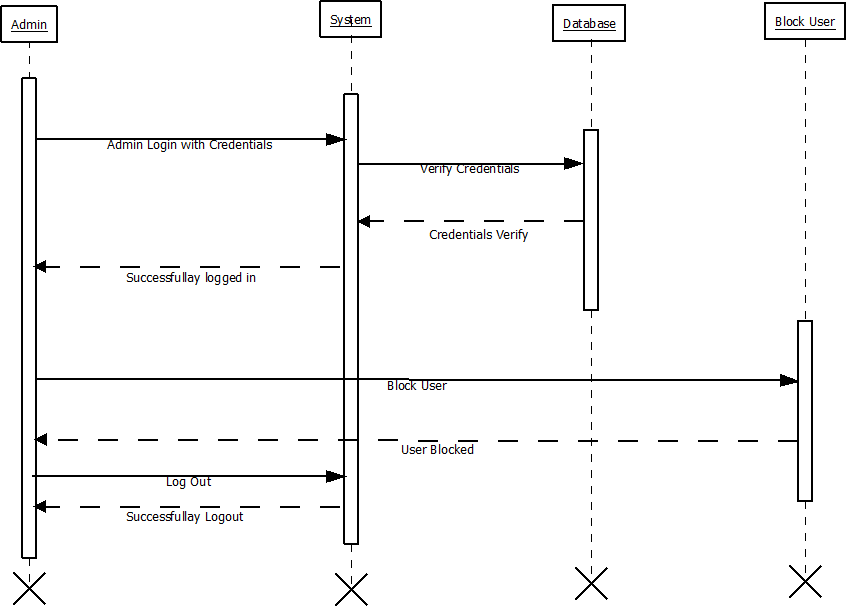 Admin
System
Database
Block User
Admin Login with Credentials
Verify Credentials
Credentials Verify
Successfullay logged in
Block User
User Blocked
Log Out
Successfullay Logout